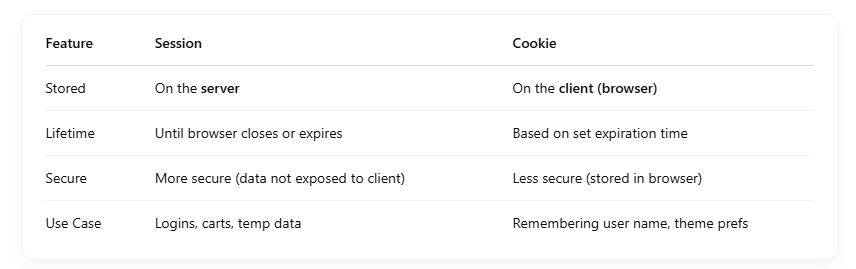 Feature Session Cookie
Stored On the server On the client (browser)
Lifetime Until browser closes or expires Based on set expiration time
Secure More secure (data not exposed to client) Less secure (stored in browser)
Use Case Logins, carts, temp data Remembering user name, theme prefs